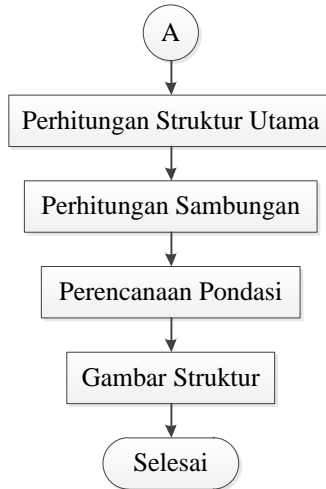 A
Perhitungan Struktur Utama
Perhitungan Sambungan
Perencanaan Pondasi
Gambar Struktur
Selesai